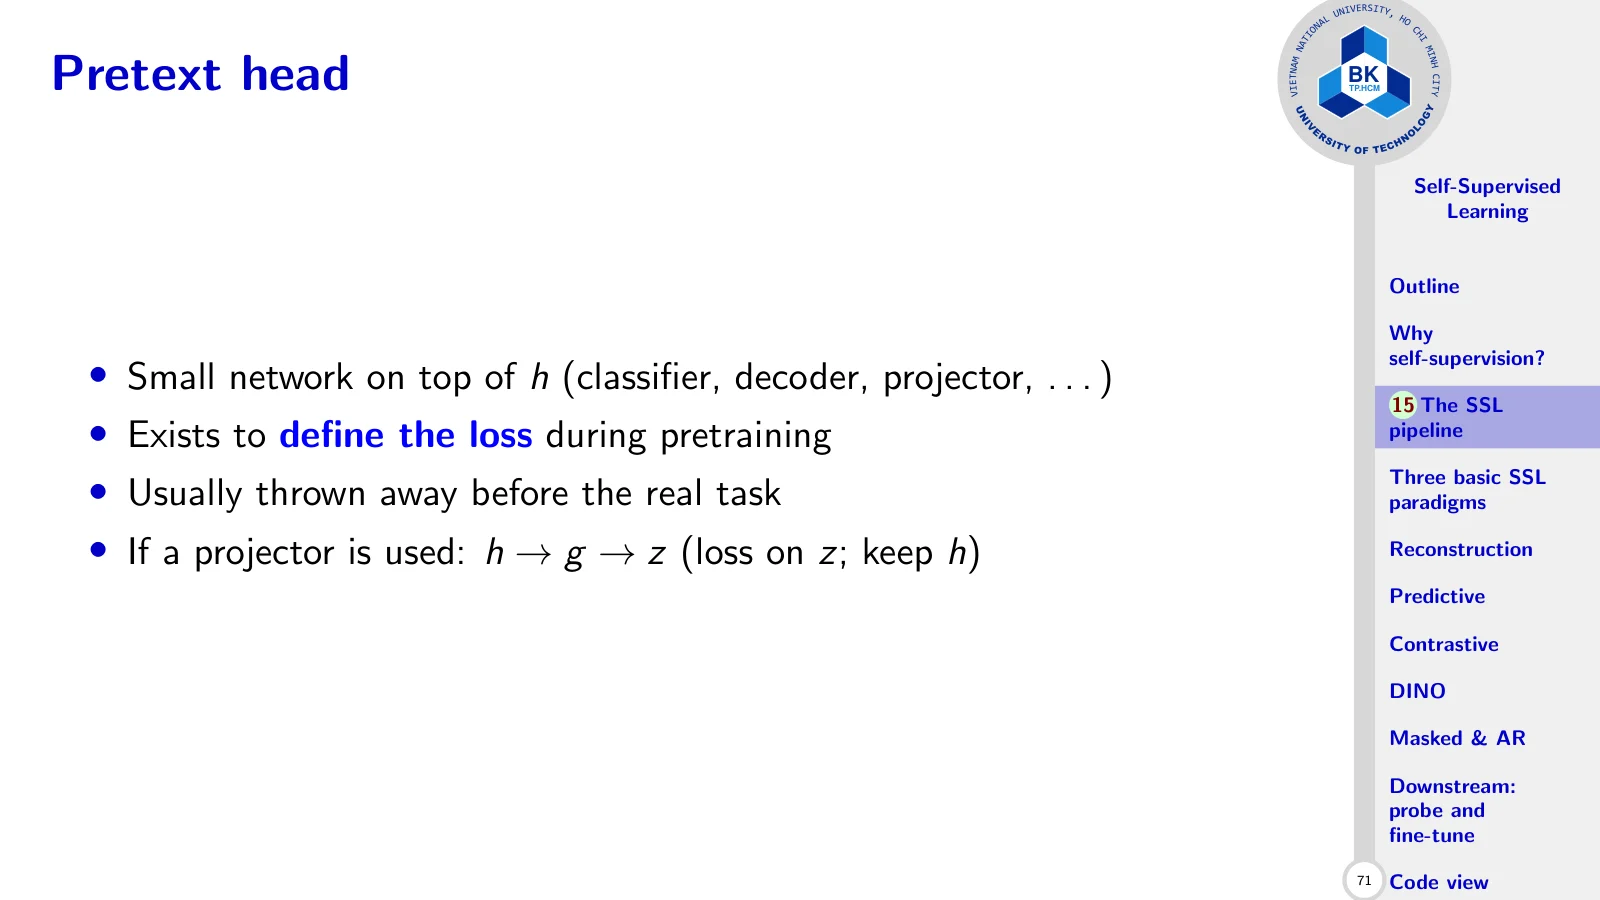 Pretext head
• Small network on top of h (classifier, decoder, projector, . . . )
• Exists to define the loss during pretraining
• Usually thrown away before the real task
• If a projector is used: h → g → z (loss on z; keep h)
VIETNAM NATIONAL UNIVERSITY, HO CHI MINH CITY
BK
TP.HCM
UNIVERSITY OF TECHNOLOGY
Self-Supervised
Learning
Outline
Why
self-supervision?
15 The SSL
pipeline
Three basic SSL
paradigms
Reconstruction
Predictive
Contrastive
DINO
Masked & AR
Downstream:
probe and
fine-tune
Code view
71